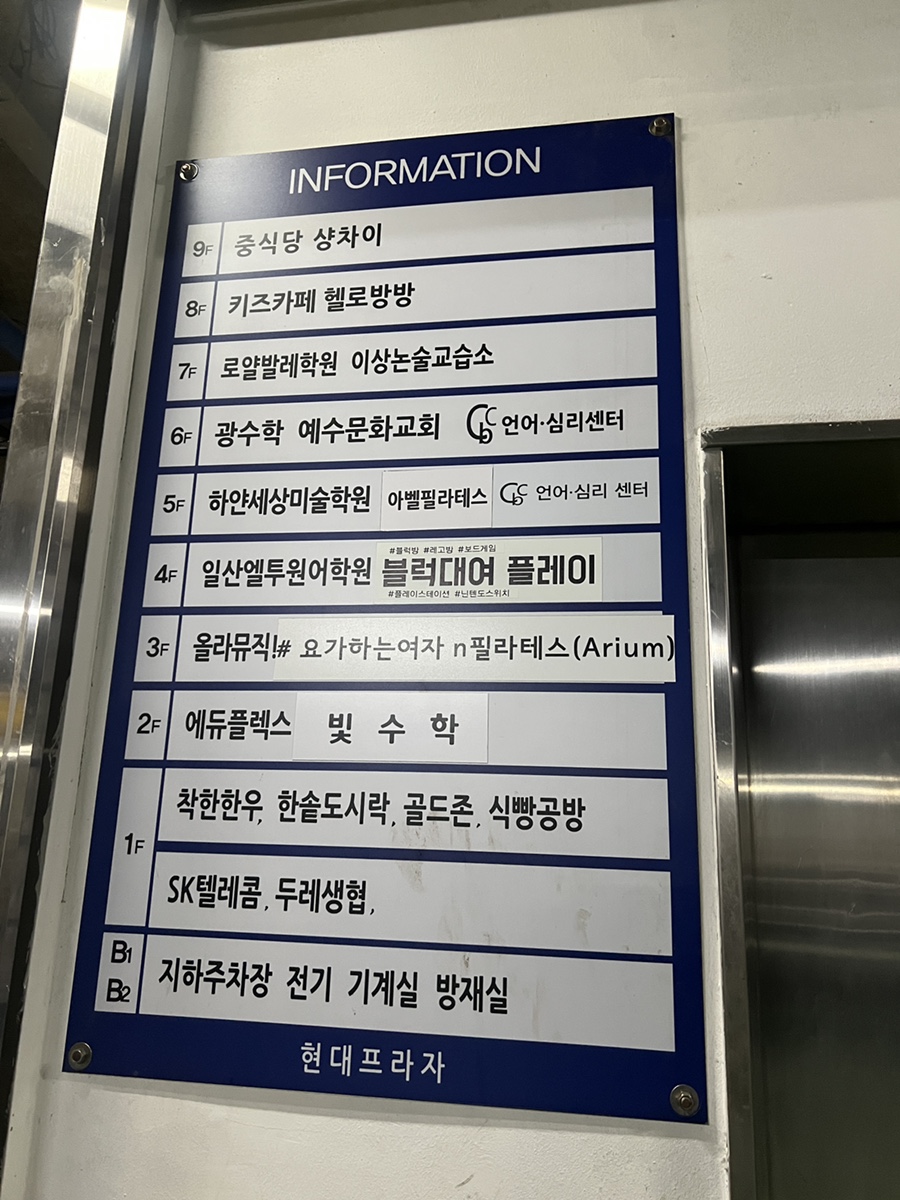 INFORMATION
9F 중식당 샹차이
8F 키즈카페 헬로방방
7F 로얄발레학원 이상논술교습소
6F 광수학 예수문화교회 언어·심리센터
5F 하얀세상미술학원 아벨필라테스 언어·심리 센터
#블럭방 #레고방 #보드게임
4F 일산엘투원어학원 블럭대여 플레이
#플레이스테이션 #닌텐도스위치
3F 올라뮤직!# 요가하는여자 n필라테스(Arium)
2F 에듀플렉스 빛 수 학
1F 착한한우, 한솥도시락, 골드존, 식빵공방
SK텔레콤, 두레생협,
B1 B2 지하주차장 전기 기계실 방재실
현대프라자